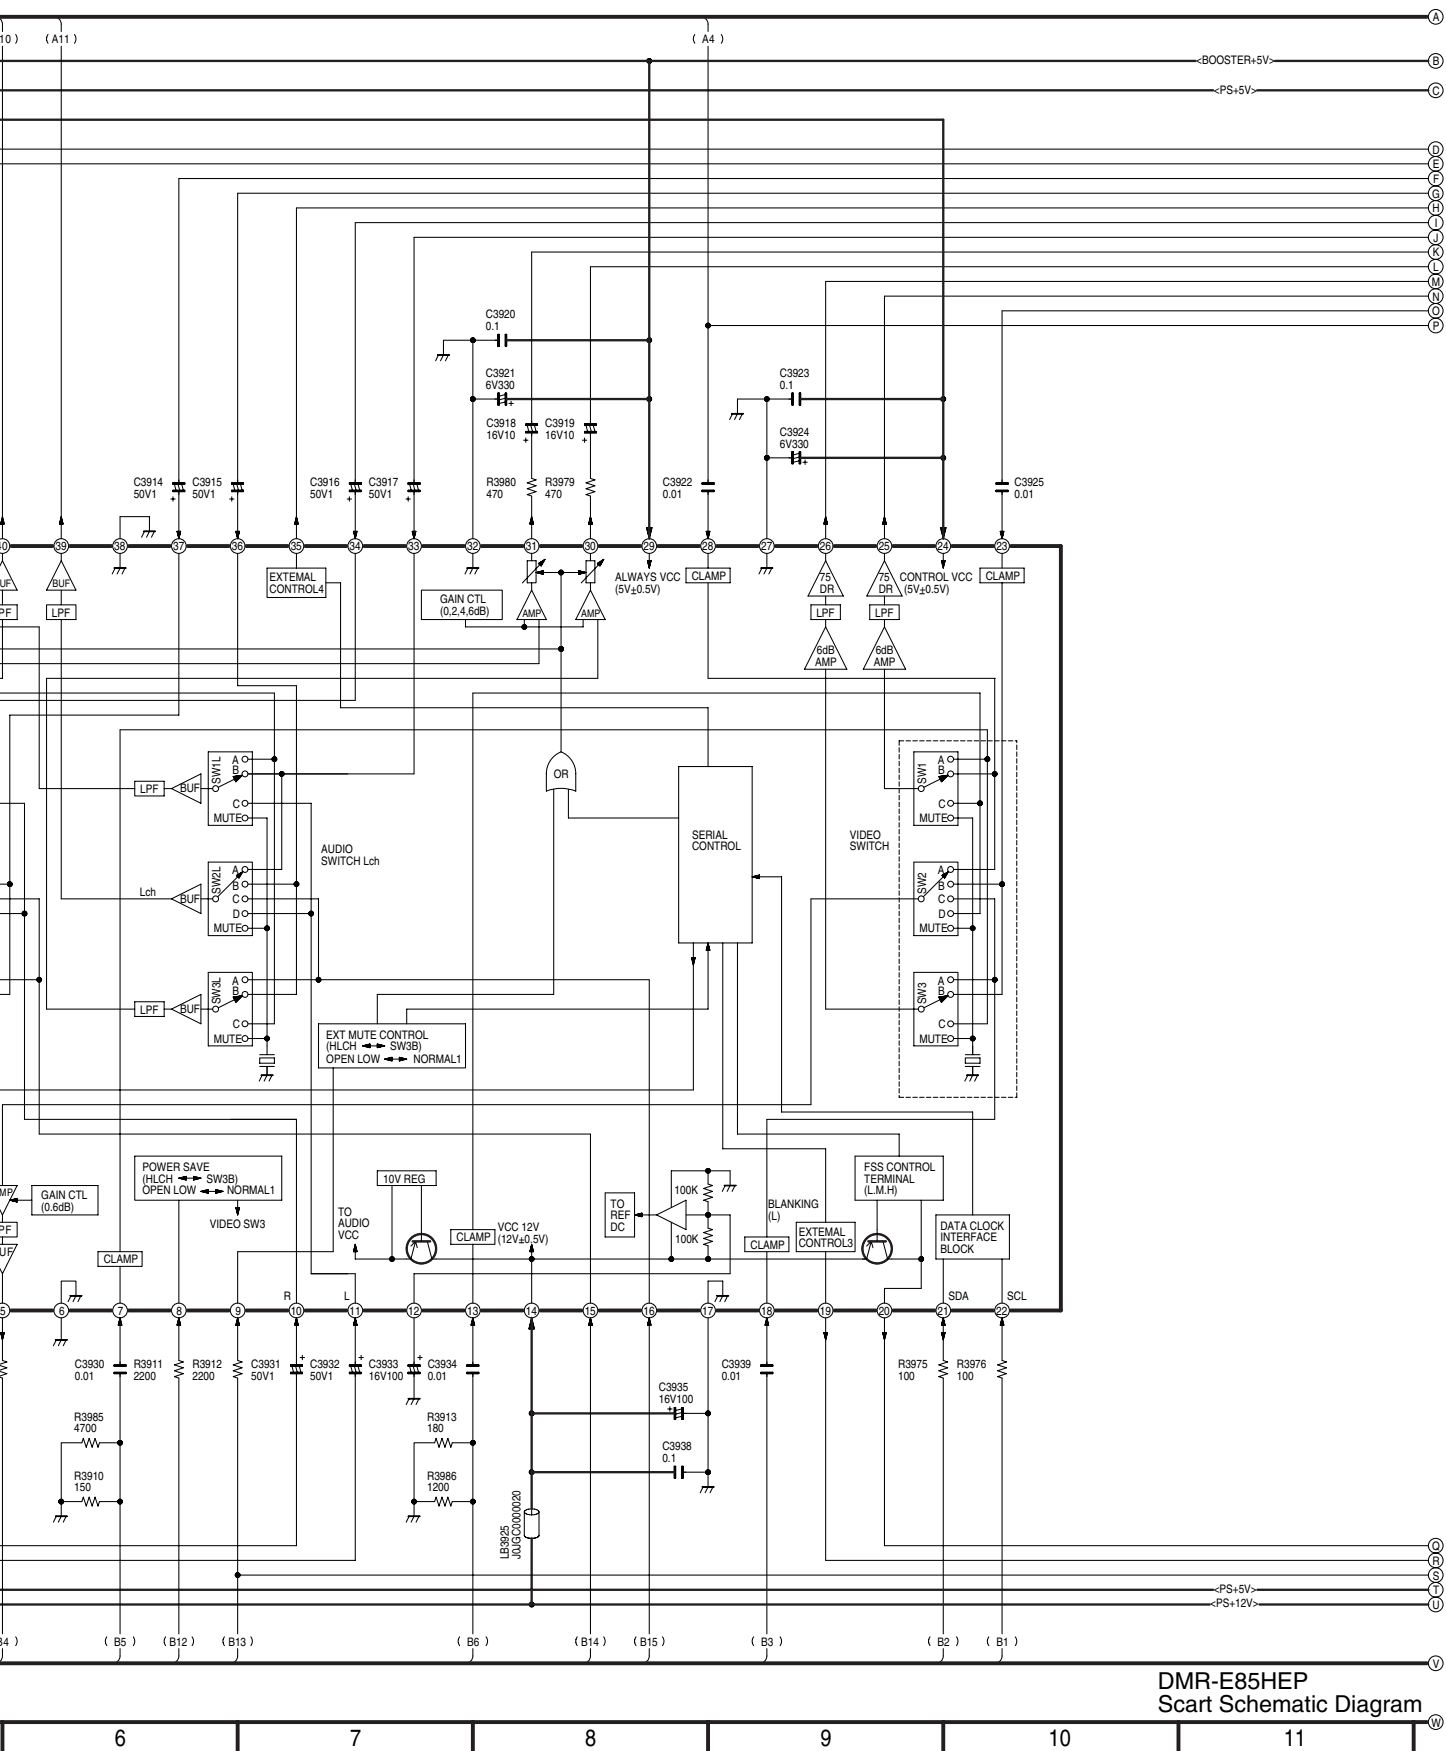 A
10 )
( A11 )
( A4 )
<BOOSTER+5V>
B
<PS+5V>
C
D
E
F
G
H
I
J
K
L
M
N
O
P
C3920
0.1
C3921
6V330
C3923
0.1
C3918
16V10
C3919
16V10
C3924
6V330
C3914
50V1
C3915
50V1
C3916
50V1
C3917
50V1
R3980
470
R3979
470
C3922
0.01
C3925
0.01
40 39 38 37 36 35 34 33 32 31 30 29 28 27 26 25 24 23
UF
BUF
EXTEMAL
CONTROL4
GAIN CTL
(0,2,4,6dB)
AMP
AMP
ALWAYS VCC
(5V±0.5V)
CLAMP
75
DR
75
DR
CONTROL VCC
(5V±0.5V)
CLAMP
PF
LPF
LPF
LPF
6dB
AMP
6dB
AMP
LPF
BUF
SW1L
A
B
C
MUTE
OR
SERIAL
CONTROL
VIDEO
SWITCH
SW1
A
B
C
MUTE
AUDIO
SWITCH Lch
Lch
BUF
SW2L
A
B
C
D
MUTE
SW2
A
B
C
D
MUTE
LPF
BUF
SW3L
A
B
C
MUTE
EXT MUTE CONTROL
(HLCH SW3B)
OPEN LOW NORMAL1
SW3
A
B
C
MUTE
POWER SAVE
(HLCH SW3B)
OPEN LOW NORMAL1
VIDEO SW3
MP
GAIN CTL
(0.6dB)
PF
UF
CLAMP
TO
AUDIO
VCC
10V REG
CLAMP
VCC 12V
(12V±0.5V)
TO
REF
DC
100K
100K
BLANKING
(L)
CLAMP
EXTEMAL
CONTROL3
FSS CONTROL
TERMINAL
(L.M.H)
DATA CLOCK
INTERFACE
BLOCK
R
L
SDA
SCL
5 6 7 8 9 10 11 12 13 14 15 16 17 18 19 20 21 22
C3930
0.01
R3911
2200
R3912
2200
C3931
50V1
C3932
50V1
C3933
16V100
C3934
0.01
C3939
0.01
R3975
100
R3976
100
C3935
16V100
R3985
4700
R3913
180
C3938
0.1
R3910
150
R3986
1200
LB3925
J0JGC0000020
Q
R
S
<PS+5V>
T
<PS+12V>
U
B4 )
( B5 )
( B12 )
( B13 )
( B6 )
( B14 )
( B15 )
( B3 )
( B2 )
( B1 )
V
DMR-E85HEP
Scart Schematic Diagram
W
6 7 8 9 10 11